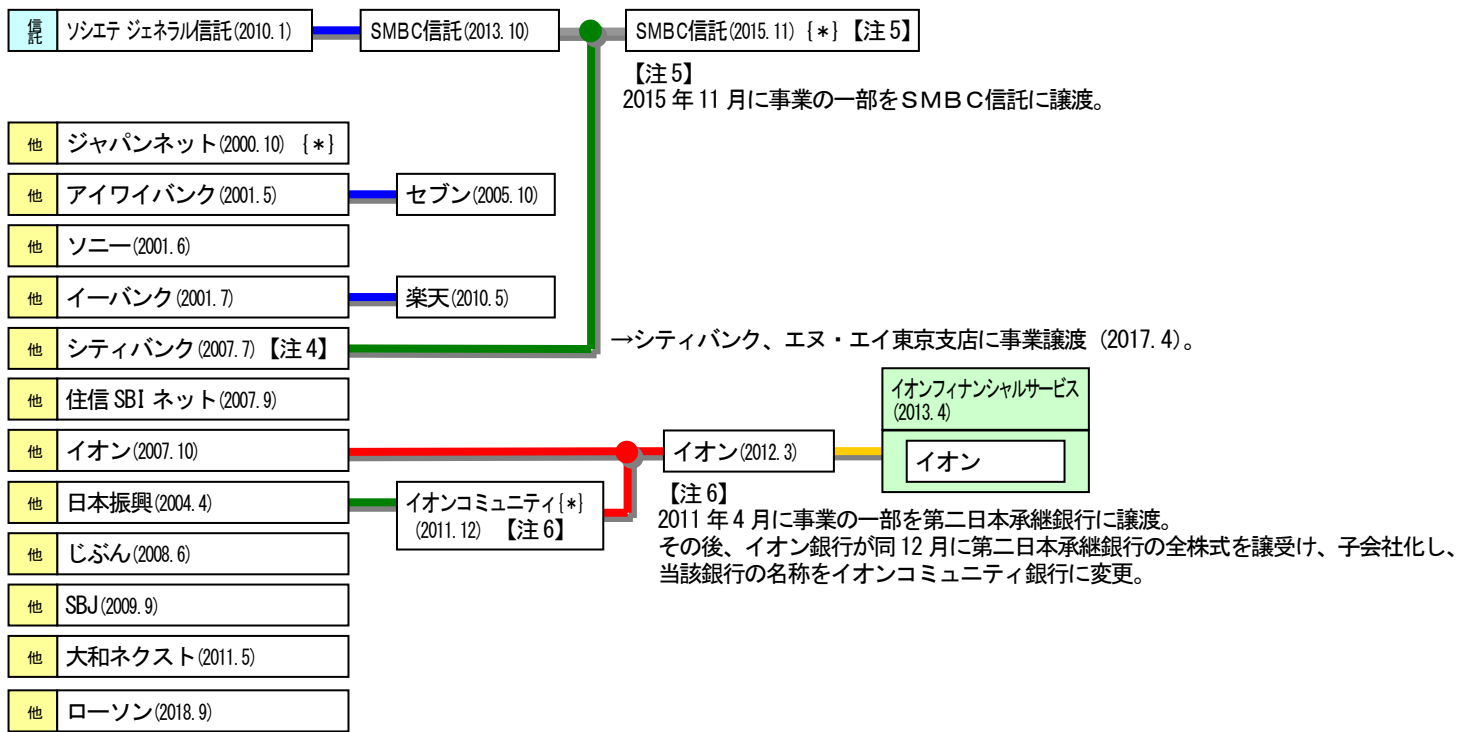 信託 ソシエテ ジェネラル信託(2010.1) SMBC信託(2013.10) SMBC信託(2015.11) {*} 【注5】
【注5】
2015年11月に事業の一部をSMBC信託に譲渡。
他 ジャパンネット(2000.10) {*}
他 アイワイバンク(2001.5) セブン(2005.10)
他 ソニー(2001.6)
他 イーバンク(2001.7) 楽天(2010.5)
他 シティバンク(2007.7)【注4】 →シティバンク、エヌ・エイ東京支店に事業譲渡 (2017.4)。
他 住信SBIネット(2007.9)
イオンフィナンシャルサービス
(2013.4)
他 イオン(2007.10) イオン(2012.3) イオン
他 日本振興(2004.4) イオンコミュニティ{*}
(2011.12) 【注6】
【注6】
2011年4月に事業の一部を第二日本承継銀行に譲渡。
その後、イオン銀行が同12月に第二日本承継銀行の全株式を譲受け、子会社化し、
当該銀行の名称をイオンコミュニティ銀行に変更。
他 じぶん(2008.6)
他 SBJ(2009.9)
他 大和ネクスト(2011.5)
他 ローソン(2018.9)